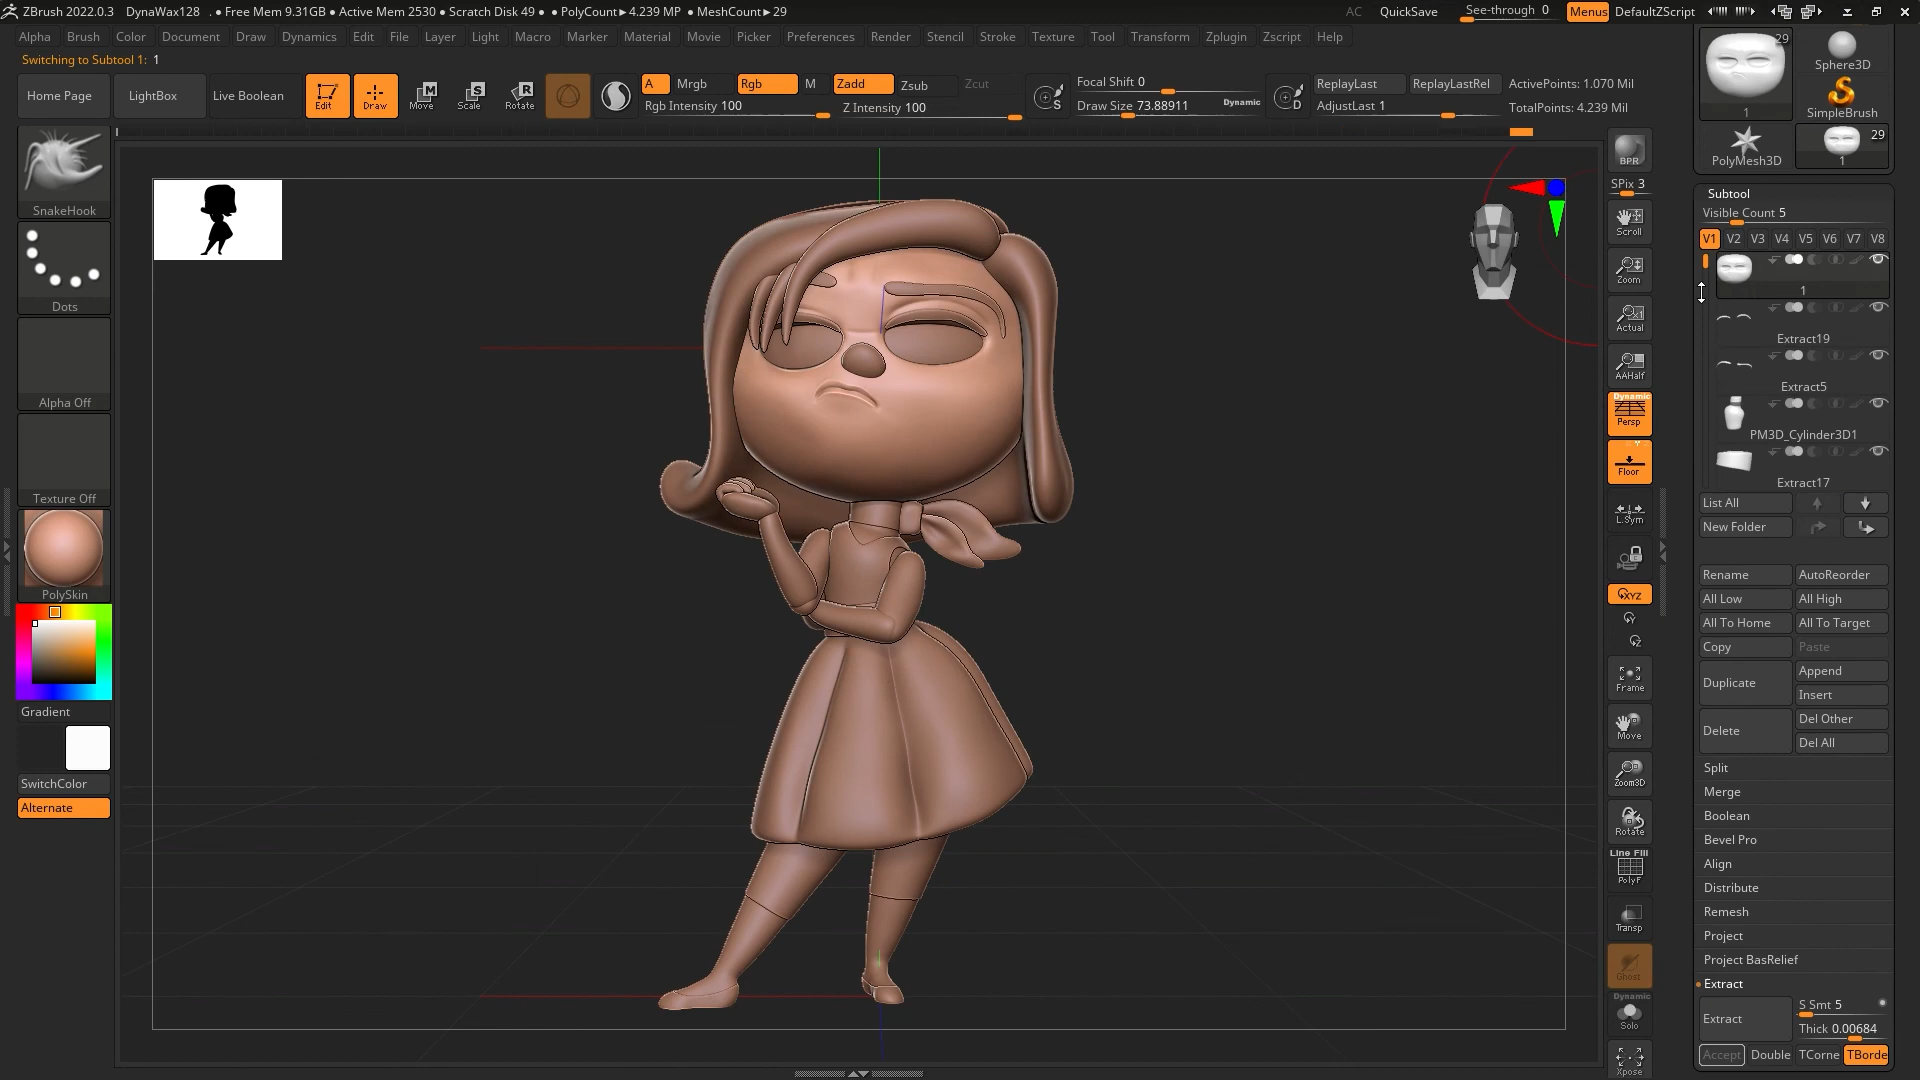 ZBrush 2022.0.3 DynaWax128 . ● Free Mem 9.31GB ● Active Mem 2530 ● Scratch Disk 49 ● ● PolyCount► 4.239 MP ● MeshCount► 29 AC QuickSave See-through 0 Menus DefaultZScript
Alpha Brush Color Document Draw Dynamics Edit File Layer Light Macro Marker Material Movie Picker Preferences Render Stencil Stroke Texture Tool Transform Zplugin Zscript Help
Switching to Subtool 1: 1
Home Page LightBox Live Boolean Edit Draw Move Scale Rotate
M S R
A Mrgb Rgb M Zadd Zsub Zcut
Rgb Intensity 100 Z Intensity 100
S Focal Shift 0
Draw Size 73.88911 Dynamic
D ReplayLast ReplayLastRel
AdjustLast 1
ActivePoints: 1.070 Mil
TotalPoints: 4.239 Mil
SnakeHook
Dots
Alpha Off
Texture Off
PolySkin
Gradient
SwitchColor
Alternate
BPR
SPix 3
Scroll
Zoom
Actual
AAHalf
Dynamic
Persp
Floor
L.Sym
XYZ
Y
Z
Frame
Move
Zoom3D
Rotate
Line Fill
PolyF
Transp
Ghost
Dynamic
Solo
Xpose
29
1
Sphere3D
SimpleBrush
PolyMesh3D
29
1
Subtool
Visible Count 5
V1 V2 V3 V4 V5 V6 V7 V8
1
Extract19
Extract5
PM3D_Cylinder3D1
Extract17
List All
New Folder
Rename AutoReorder
All Low All High
All To Home All To Target
Copy Paste
Duplicate Append
Insert
Delete Del Other
Del All
Split
Merge
Boolean
Bevel Pro
Align
Distribute
Remesh
Project
Project BasRelief
Extract
Extract S Smt 5
Thick 0.00684
Accept Double TCorne TBorde